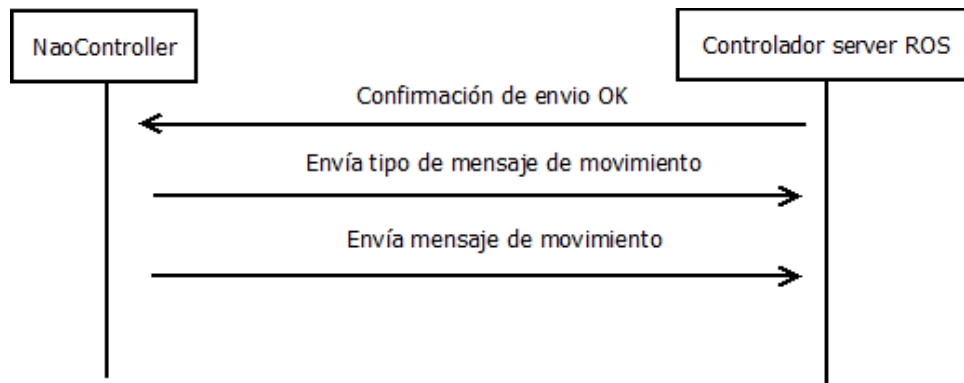 NaoController
Controlador server ROS
Confirmación de envio OK
Envía tipo de mensaje de movimiento
Envía mensaje de movimiento